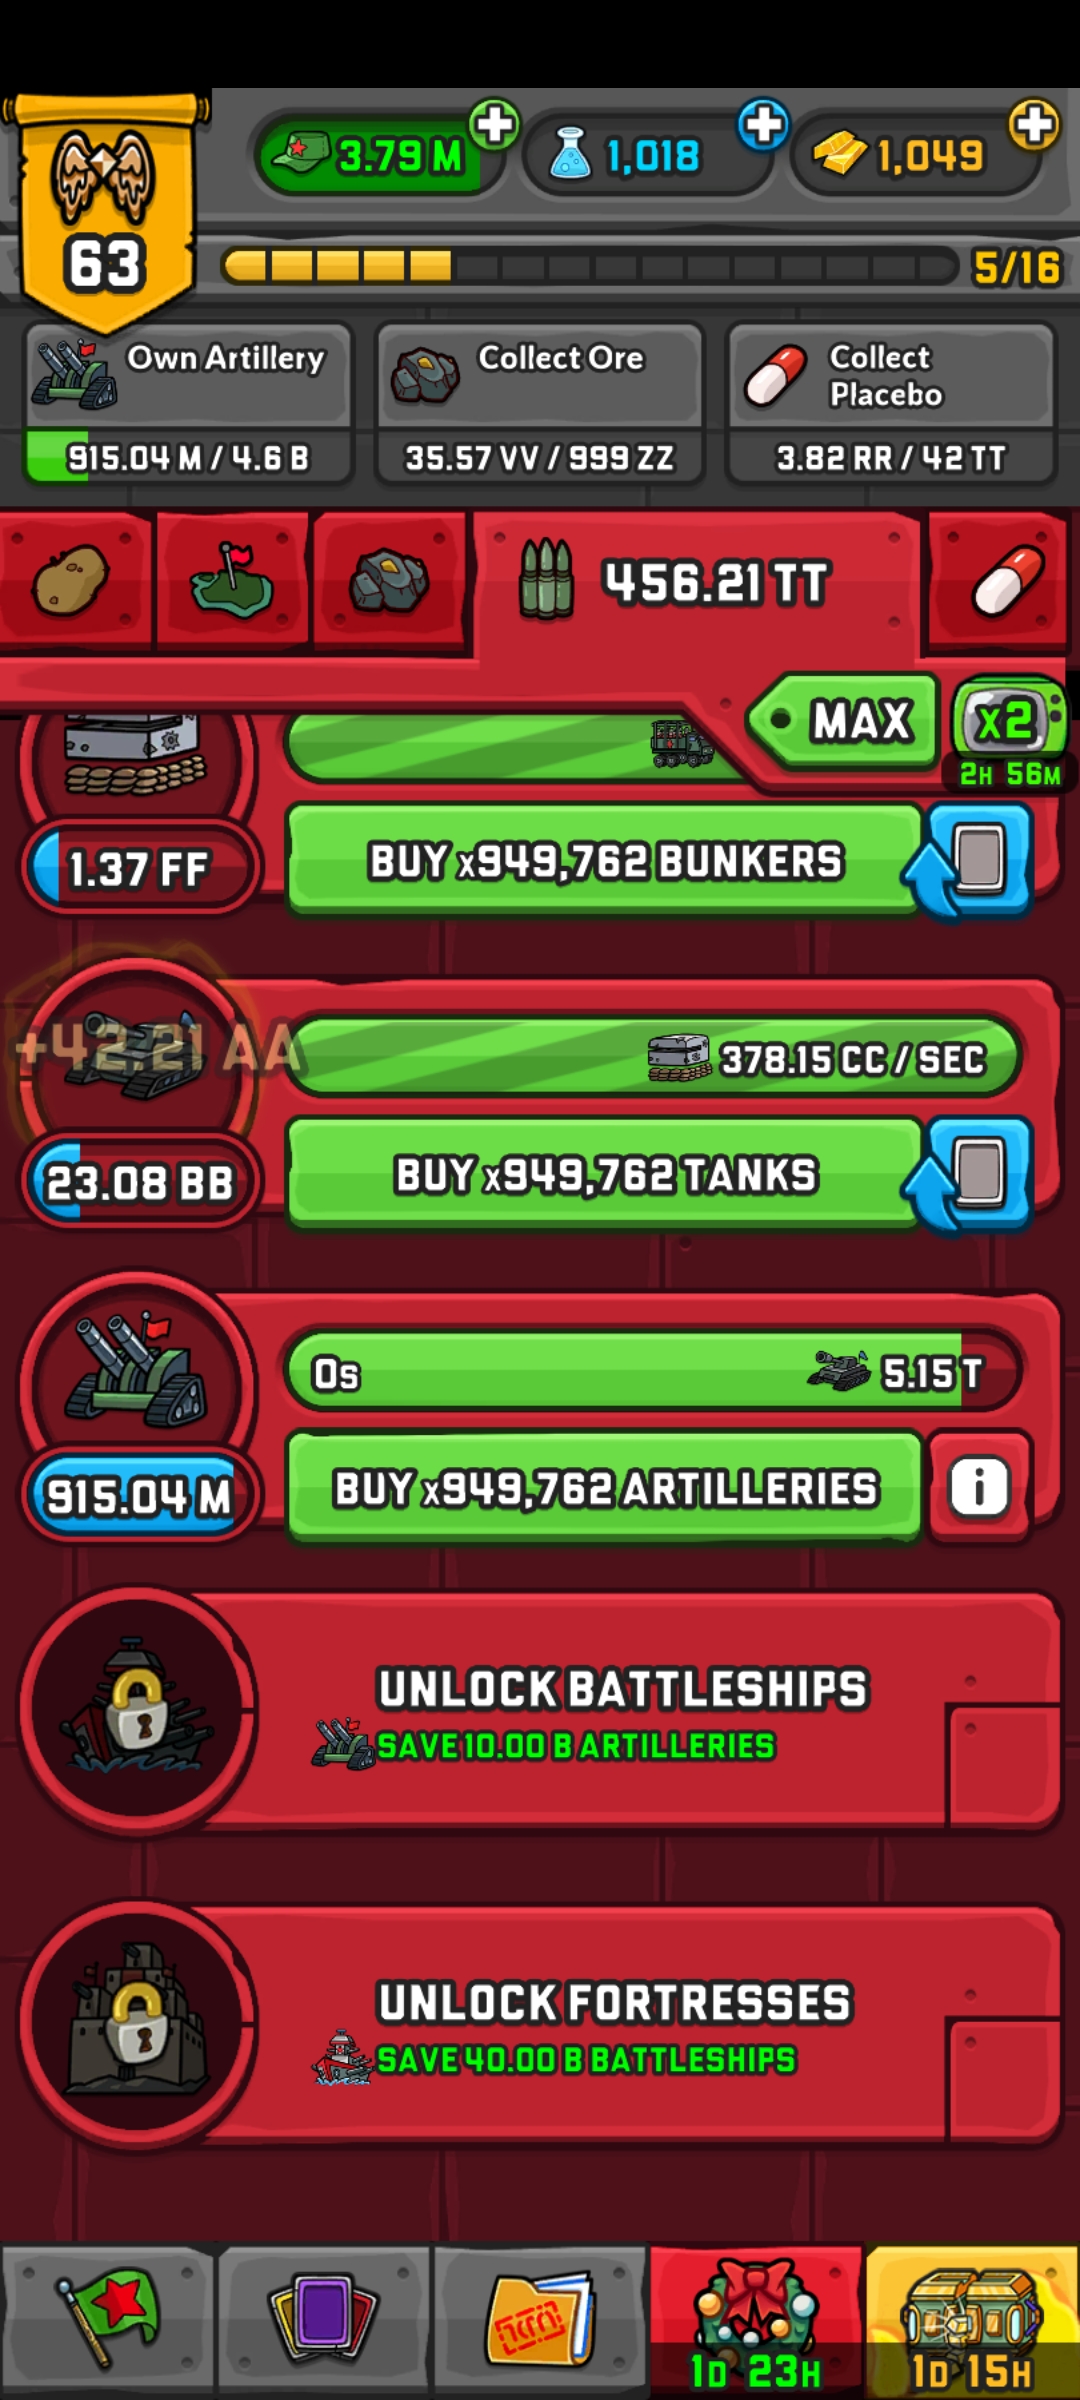 3.79 M
1,018
1,049
63
5/16
Own Artillery
915.04 M / 4.6 B
Collect Ore
35.57 VV / 999 ZZ
Collect
Placebo
3.82 RR / 42 TT
456.21 TT
MAX
x2
2H 56M
1.37 FF
BUY x949,762 BUNKERS
+42.21 AA
378.15 CC / SEC
23.08 BB
BUY x949,762 TANKS
0s
5.15 T
915.04 M
BUY x949,762 ARTILLERIES
i
UNLOCK BATTLESHIPS
SAVE 10.00 B ARTILLERIES
UNLOCK FORTRESSES
SAVE 40.00 B BATTLESHIPS
1D 23H
1D 15H